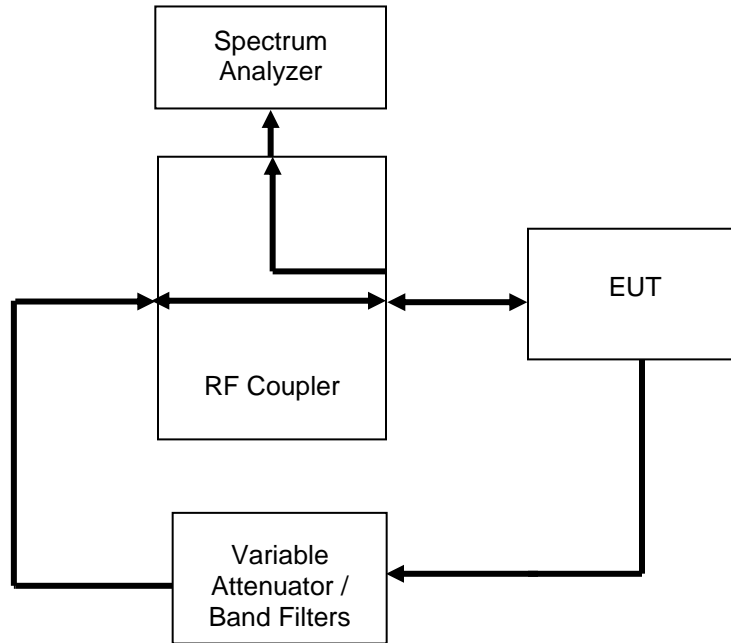 Spectrum
Analyzer
EUT
RF Coupler
Variable
Attenuator /
Band Filters